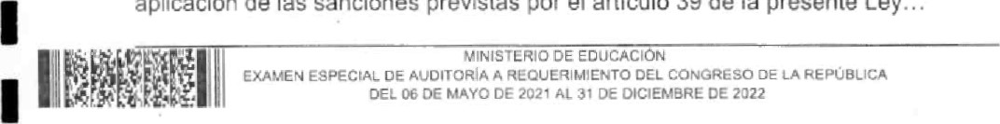 aplicación de las sanciones previstas por el artículo 39 de la presente Ley...
MINISTERIO DE EDUCACIÓN
EXAMEN ESPECIAL DE AUDITORÍA A REQUERIMIENTO DEL CONGRESO DE LA REPÚBLICA
DEL 06 DE MAYO DE 2021 AL 31 DE DICIEMBRE DE 2022